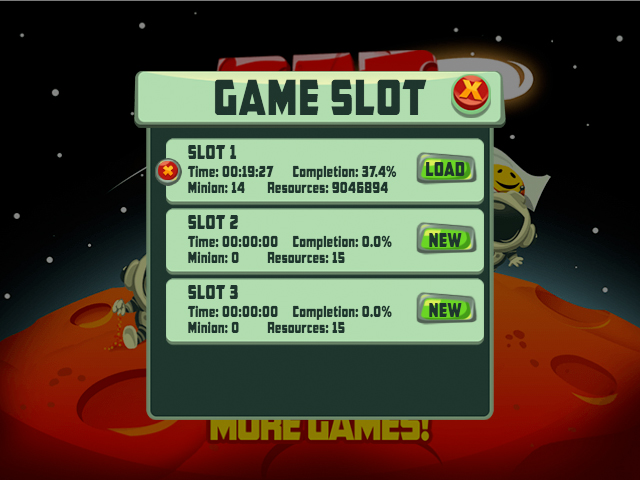 GAME SLOT
X
SLOT 1
Time: 00:19:27 Completion: 37.4%
Minion: 14 Resources: 9046894
LOAD
SLOT 2
Time: 00:00:00 Completion: 0.0%
Minion: 0 Resources: 15
NEW
SLOT 3
Time: 00:00:00 Completion: 0.0%
Minion: 0 Resources: 15
NEW
MORE GAMES!